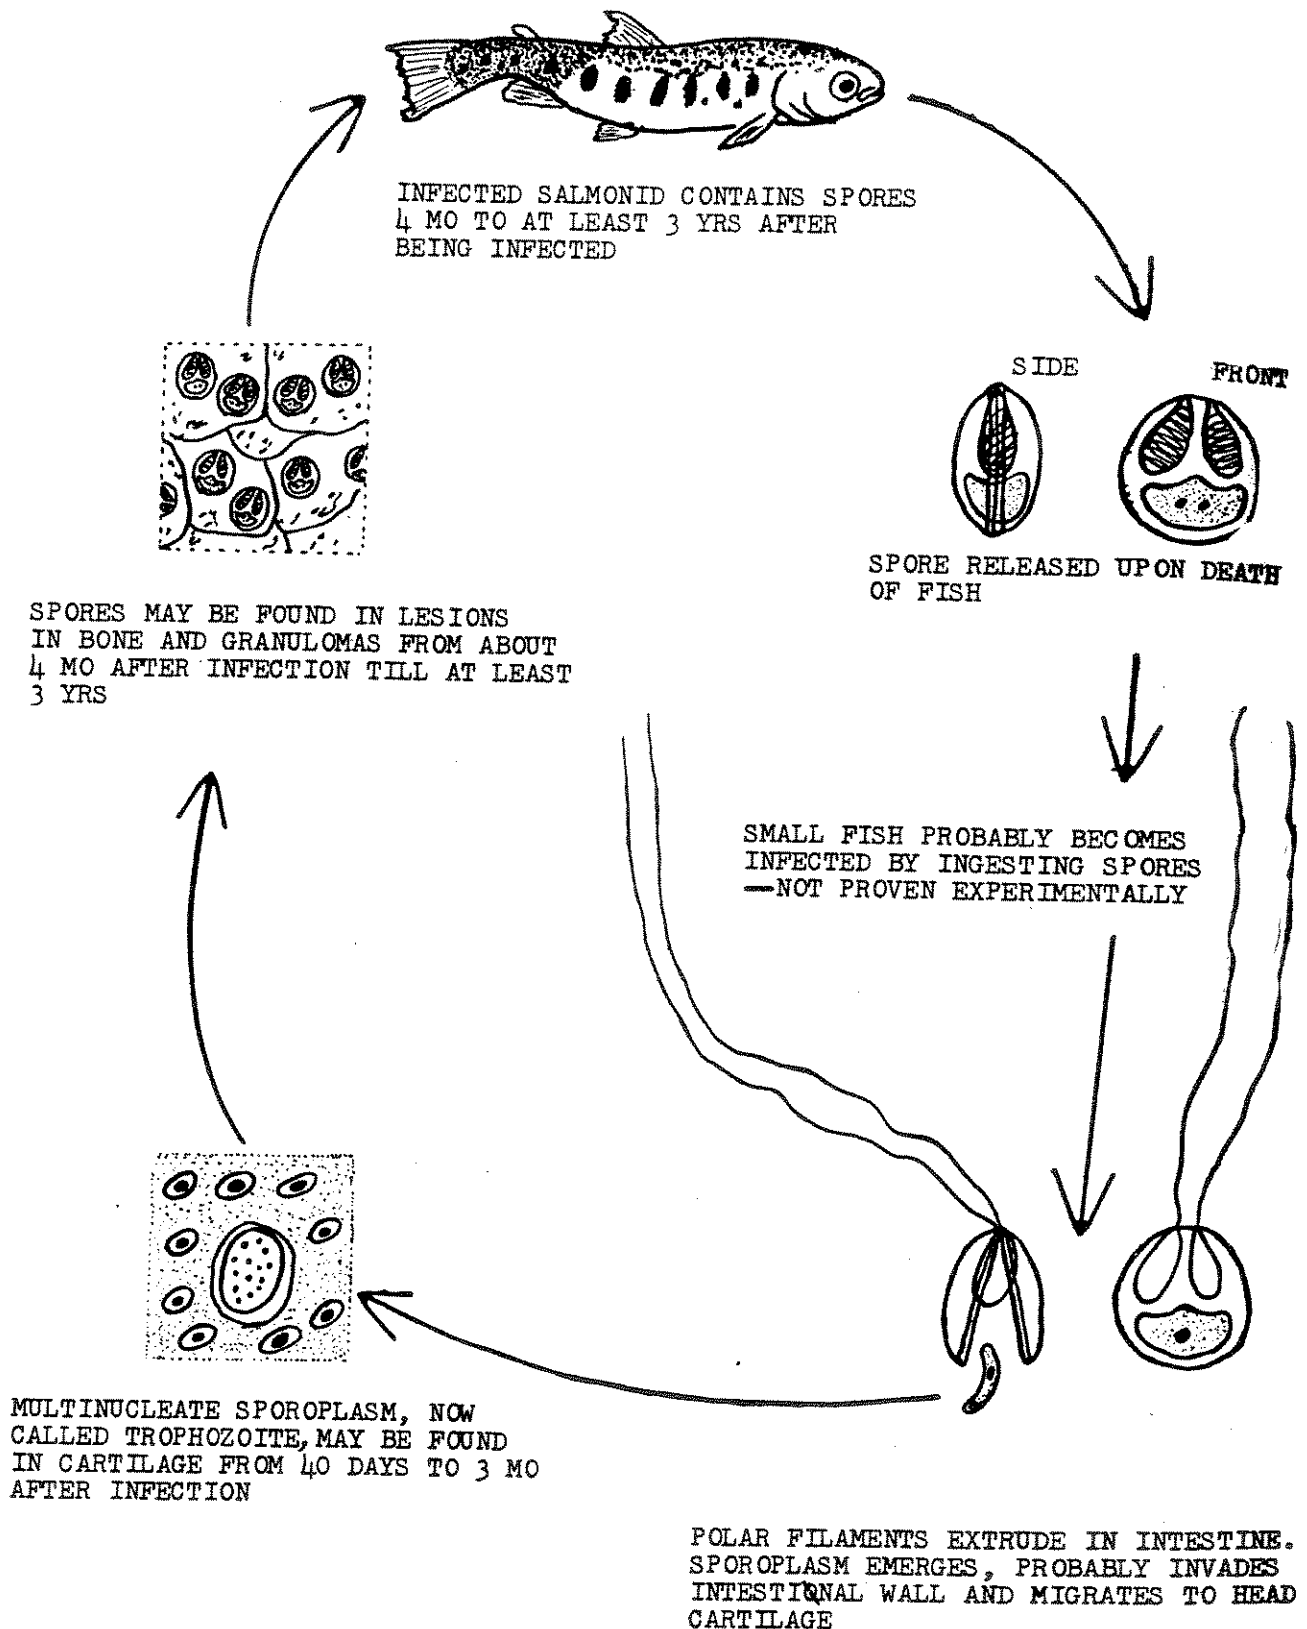 INFECTED SALMONID CONTAINS SPORES
4 MO TO AT LEAST 3 YRS AFTER
BEING INFECTED
SIDE
FRONT
SPORE RELEASED UPON DEATH
OF FISH
SMALL FISH PROBABLY BECOMES
INFECTED BY INGESTING SPORES
—NOT PROVEN EXPERIMENTALLY
POLAR FILAMENTS EXTRUDE IN INTESTINE.
SPOROPLASM EMERGES, PROBABLY INVADES
INTESTINAL WALL AND MIGRATES TO HEAD
CARTILAGE
MULTINUCLEATE SPOROPLASM, NOW
CALLED TROPHOZOITE, MAY BE FOUND
IN CARTILAGE FROM 40 DAYS TO 3 MO
AFTER INFECTION
SPORES MAY BE FOUND IN LESIONS
IN BONE AND GRANULOMAS FROM ABOUT
4 MO AFTER INFECTION TILL AT LEAST
3 YRS